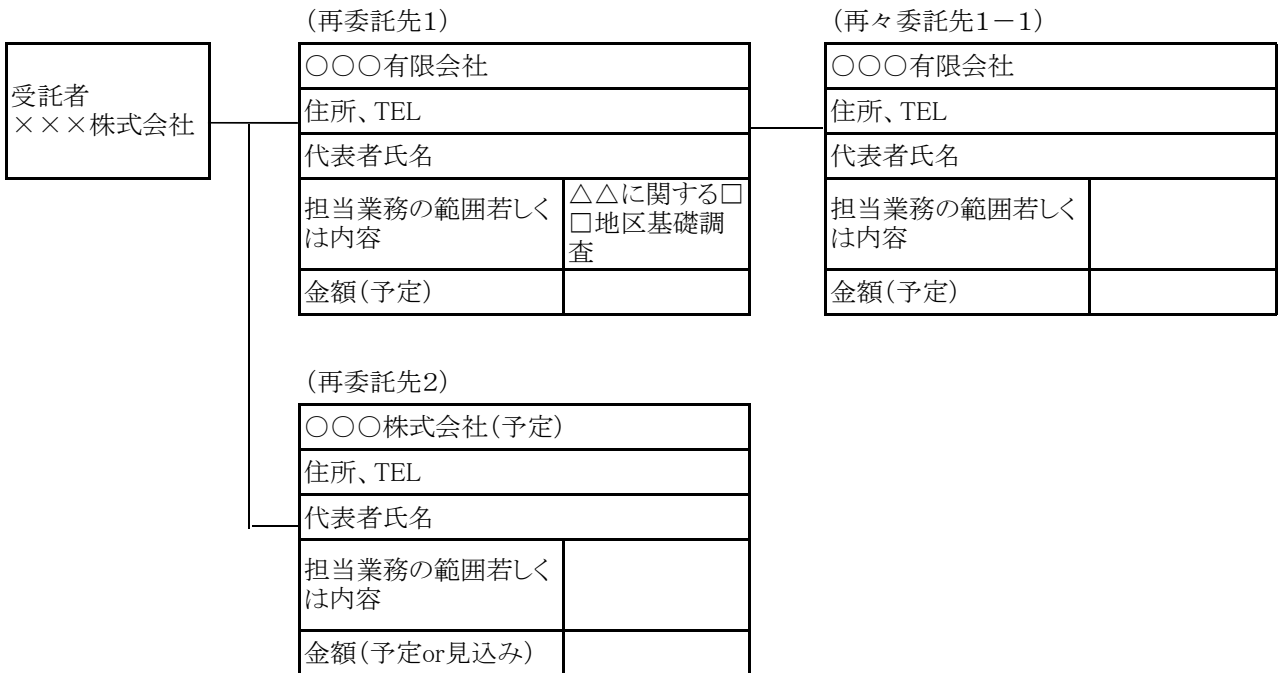 (再委託先1)
(再々委託先1-1)
受託者
×××株式会社
○○○有限会社
住所、TEL
代表者氏名
担当業務の範囲若しく
は内容
△△に関する□
□地区基礎調
査
金額(予定)
○○○有限会社
住所、TEL
代表者氏名
担当業務の範囲若しく
は内容
金額(予定)
(再委託先2)
○○○株式会社(予定)
住所、TEL
代表者氏名
担当業務の範囲若しく
は内容
金額(予定or見込み)